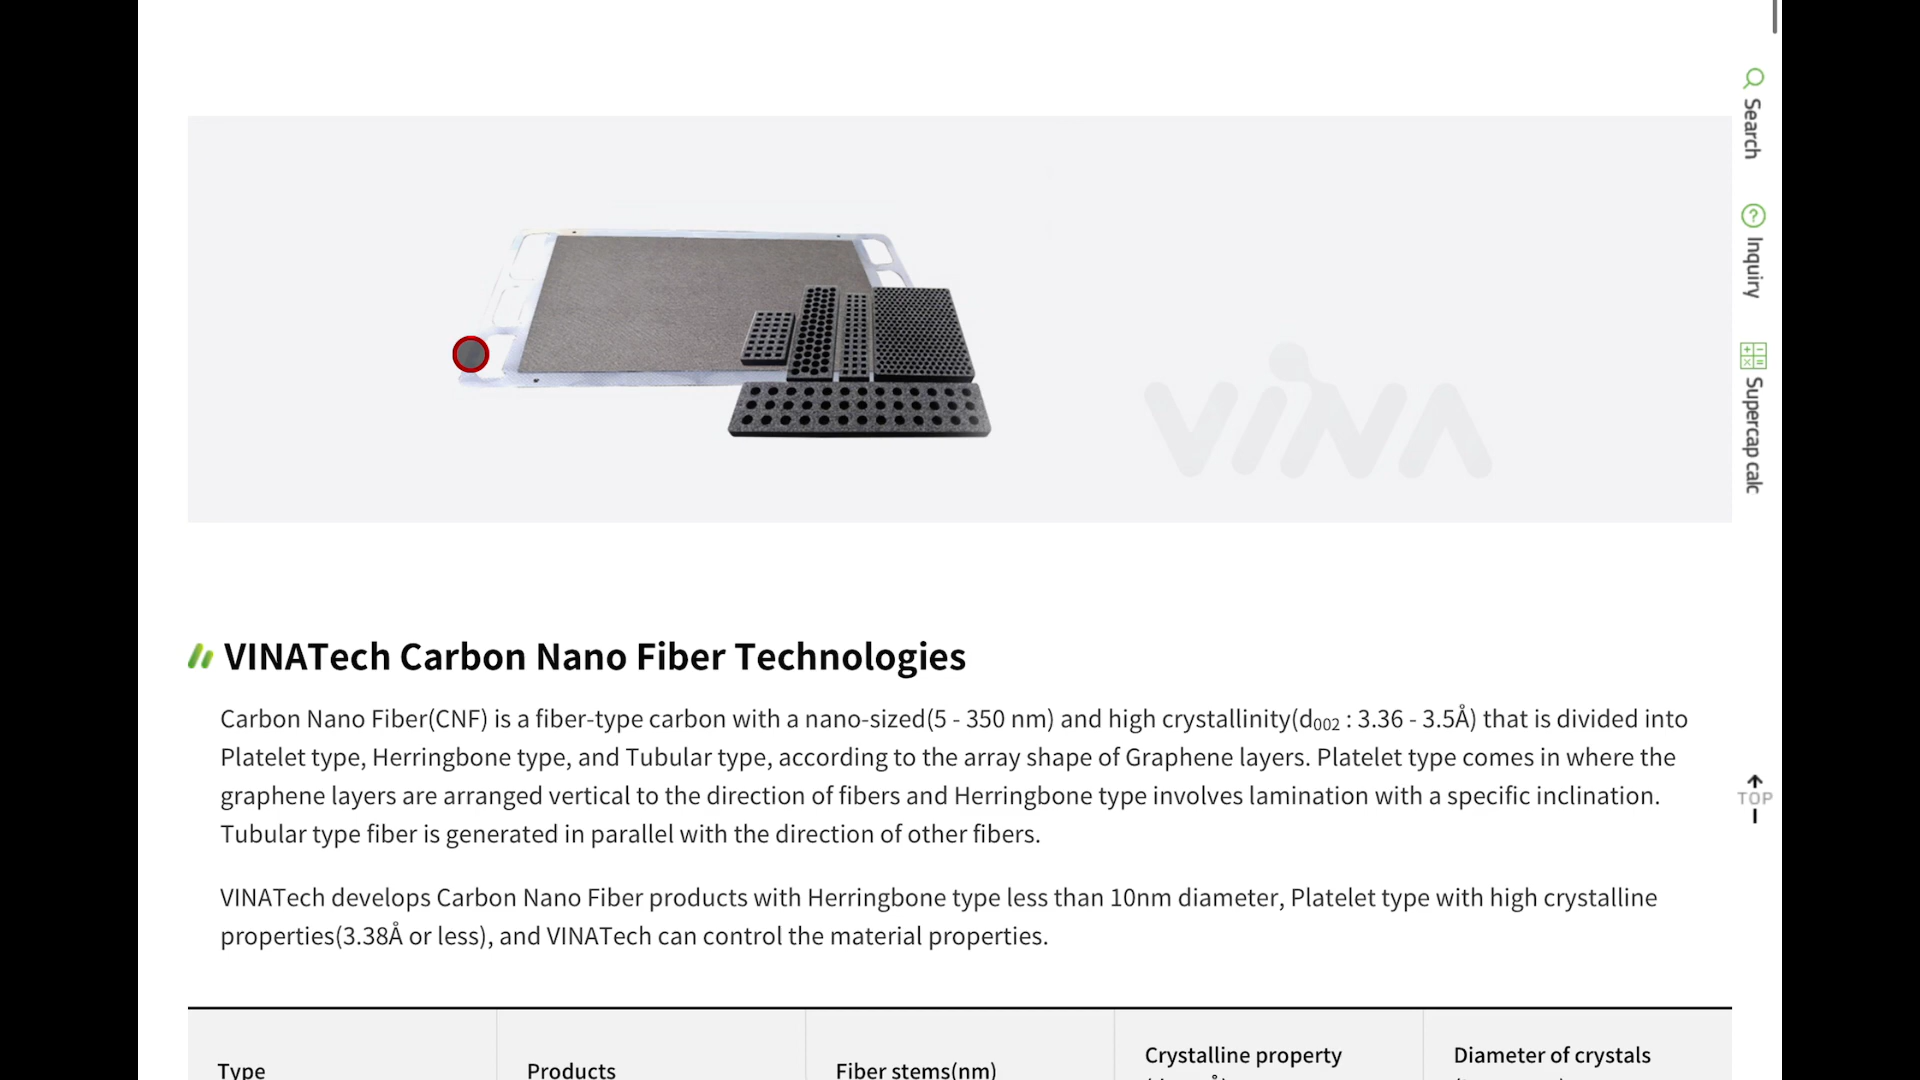 Search
Inquiry
Supercap calc
VINA
VINATech Carbon Nano Fiber Technologies
Carbon Nano Fiber(CNF) is a fiber-type carbon with a nano-sized(5 - 350 nm) and high crystallinity(d₀₀₂ : 3.36 - 3.5Å) that is divided into
Platelet type, Herringbone type, and Tubular type, according to the array shape of Graphene layers. Platelet type comes in where the
graphene layers are arranged vertical to the direction of fibers and Herringbone type involves lamination with a specific inclination.
Tubular type fiber is generated in parallel with the direction of other fibers.
TOP
VINATech develops Carbon Nano Fiber products with Herringbone type less than 10nm diameter, Platelet type with high crystalline
properties(3.38Å or less), and VINATech can control the material properties.
Type
Products
Fiber stems(nm)
Crystalline property
Diameter of crystals